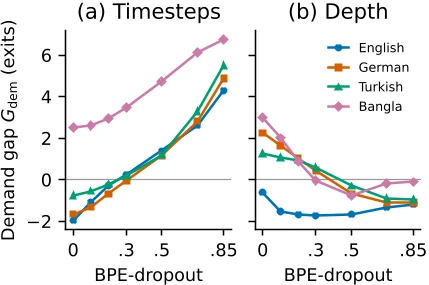 (a) Timesteps
(b) Depth
Demand gap G_dem (exits)
6
4
2
0
−2
0 .3 .5 .85
0 .3 .5 .85
BPE-dropout
BPE-dropout
English
German
Turkish
Bangla